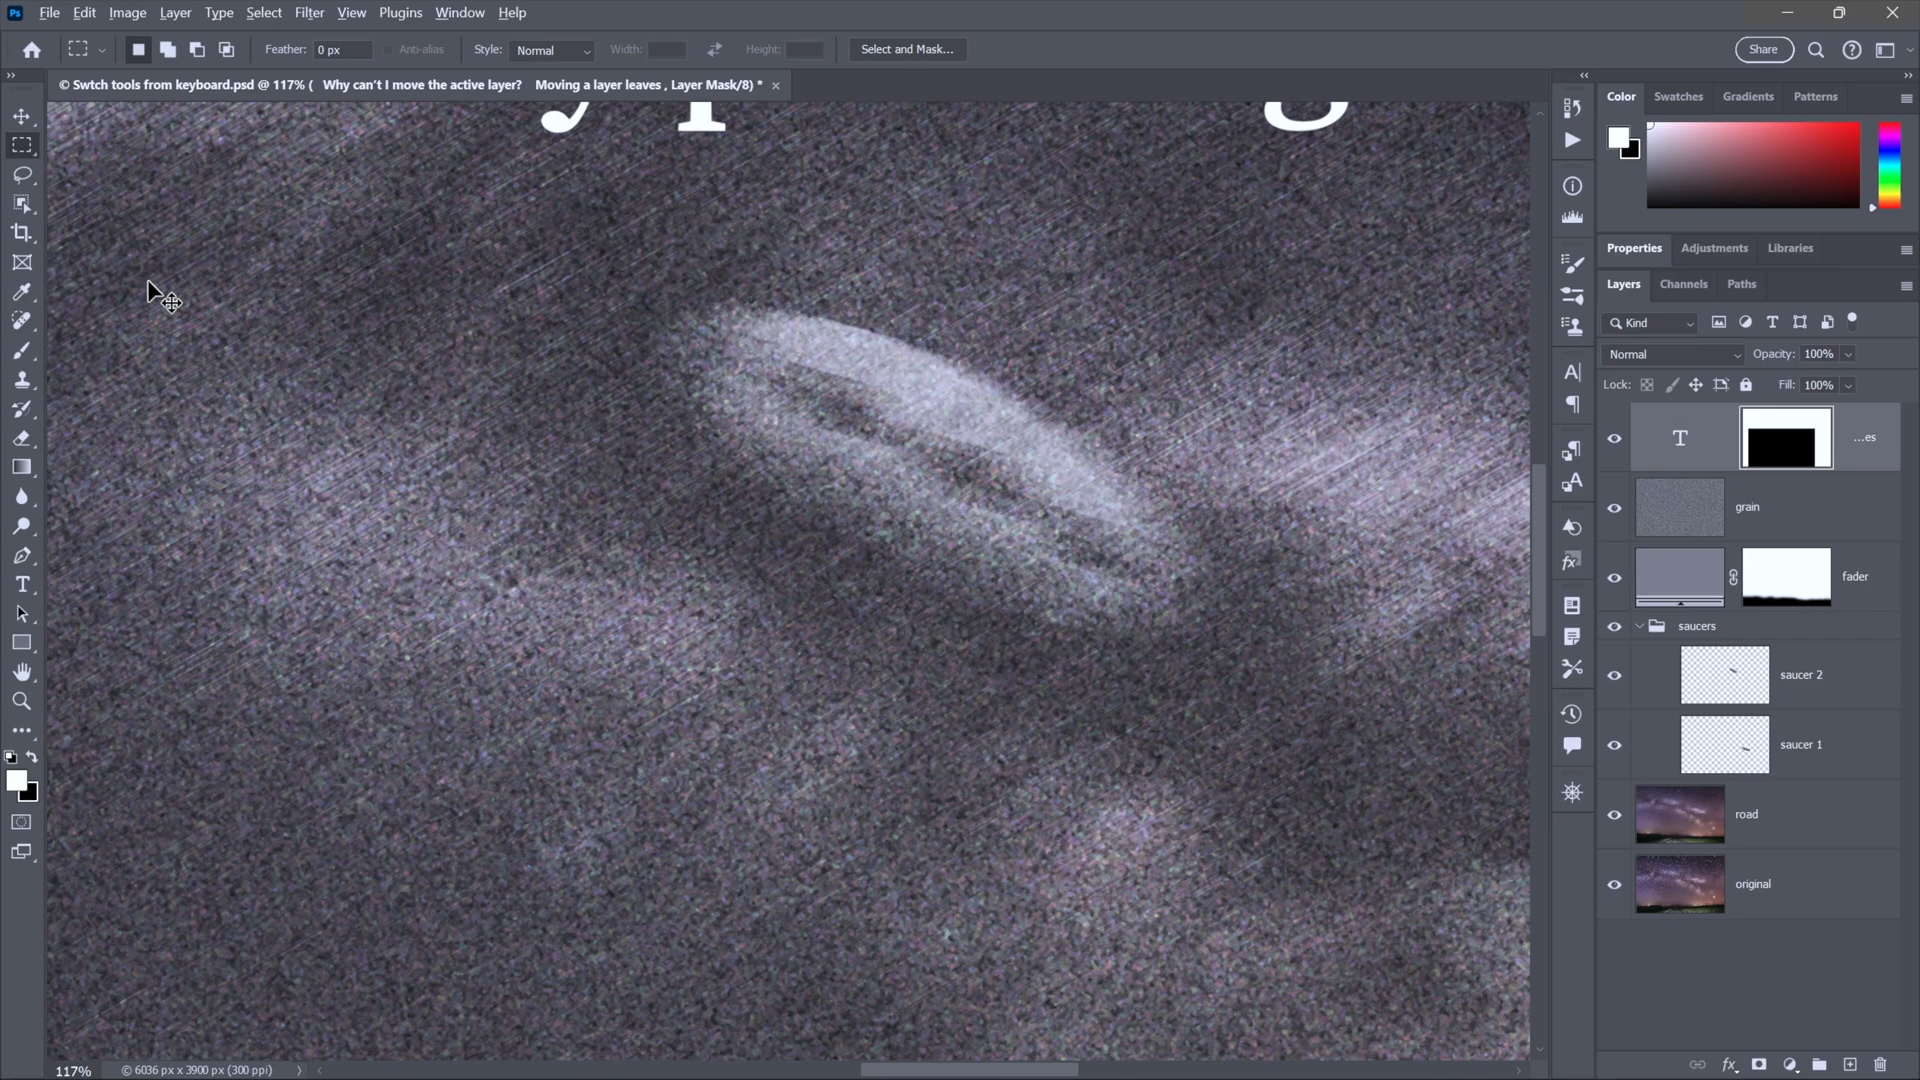 Ps File Edit Image Layer Type Select Filter View Plugins Window Help
Feather: 0 px Anti-alias Style: Normal Width: Height: Select and Mask... Share
© Swtch tools from keyboard.psd @ 117% ( Why can't I move the active layer? Moving a layer leaves , Layer Mask/8) * ×
Color Swatches Gradients Patterns
Properties Adjustments Libraries
Layers Channels Paths
Kind
Normal Opacity: 100%
Lock: Fill: 100%
...es
grain
fader
saucers
saucer 2
saucer 1
road
original
117% © 6036 px x 3900 px (300 ppi)